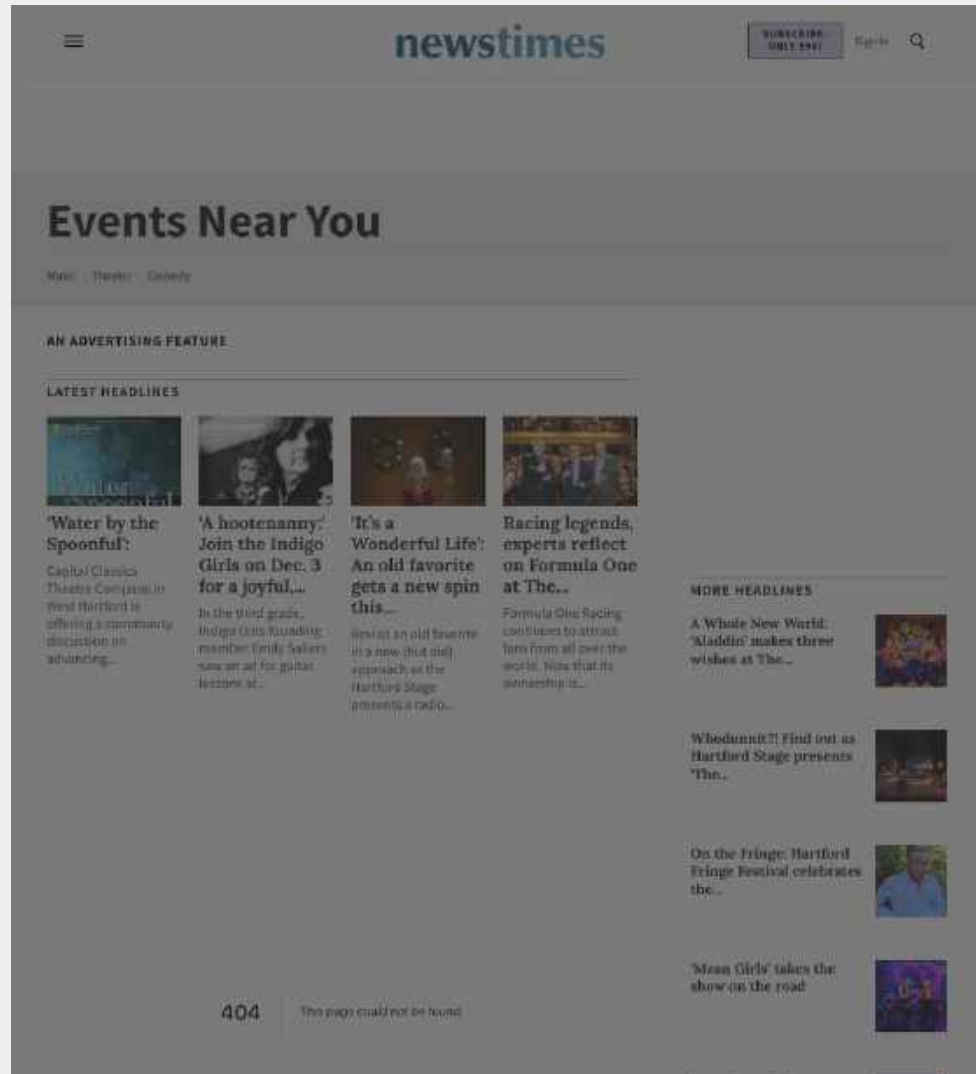 newstimes
SUBSCRIBE
ONLY 99¢
Sign In
Events Near You
Music Theater Comedy
AN ADVERTISING FEATURE
LATEST HEADLINES
'Water by the
Spoonful':
Capital Classics
Theatre Company in
West Hartford is
offering a community
discussion on
advancing...
'A hootenanny:'
Join the Indigo
Girls on Dec. 3
for a joyful,...
In the third grade,
Indigo Girls founding
member Emily Saliers
saw an ad for guitar
lessons at...
'It's a
Wonderful Life':
An old favorite
gets a new spin
this...
Revisit an old favorite
in a new (but old)
approach as the
Hartford Stage
presents a radio...
Racing legends,
experts reflect
on Formula One
at The...
Formula One Racing
continues to attract
fans from all over the
world. Now that its
ownership is...
MORE HEADLINES
A Whole New World:
'Aladdin' makes three
wishes at The...
Whodunnit?! Find out as
Hartford Stage presents
'The...
On the Fringe: Hartford
Fringe Festival celebrates
the...
'Mean Girls' takes the
show on the road
404
This page could not be found.